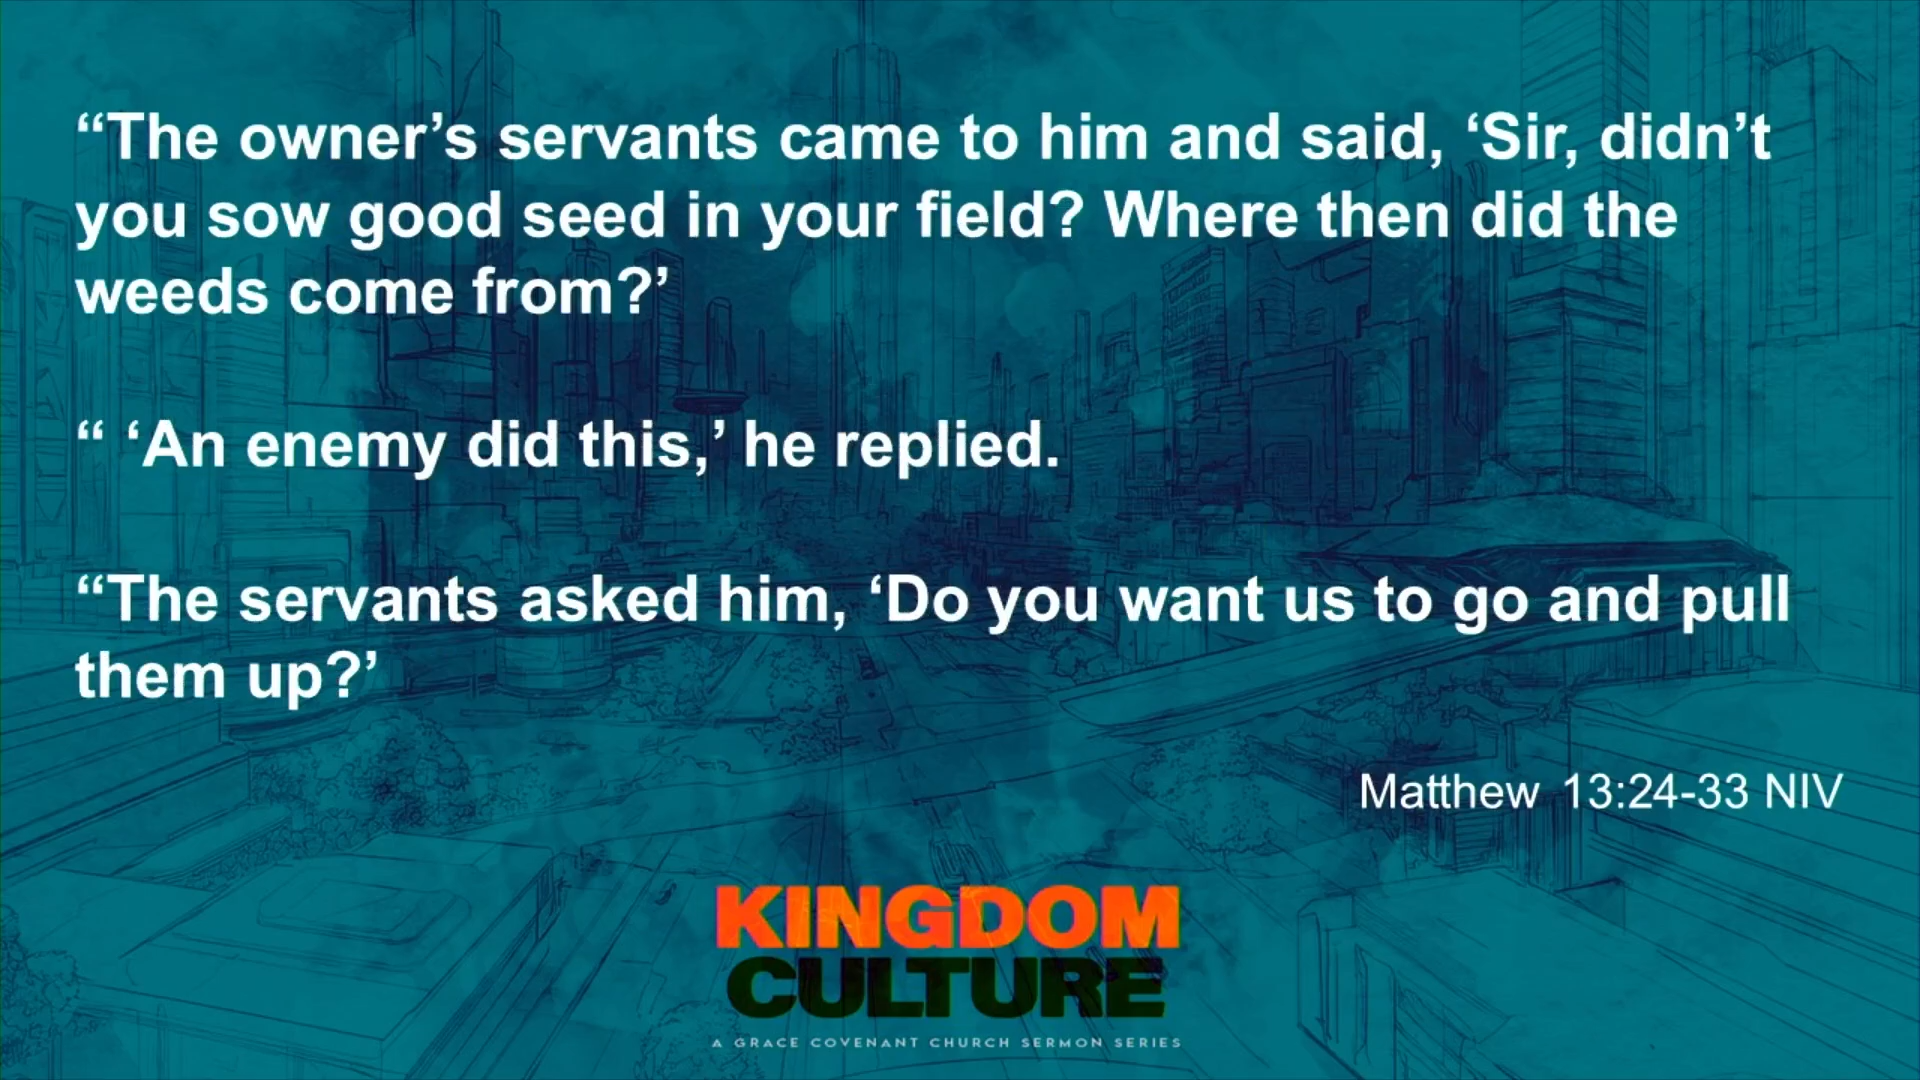 “The owner’s servants came to him and said, ‘Sir, didn’t
you sow good seed in your field? Where then did the
weeds come from?’
“ ‘An enemy did this,’ he replied.
“The servants asked him, ‘Do you want us to go and pull
them up?’
Matthew 13:24-33 NIV
KINGDOM
CULTURE
A GRACE COVENANT CHURCH SERMON SERIES